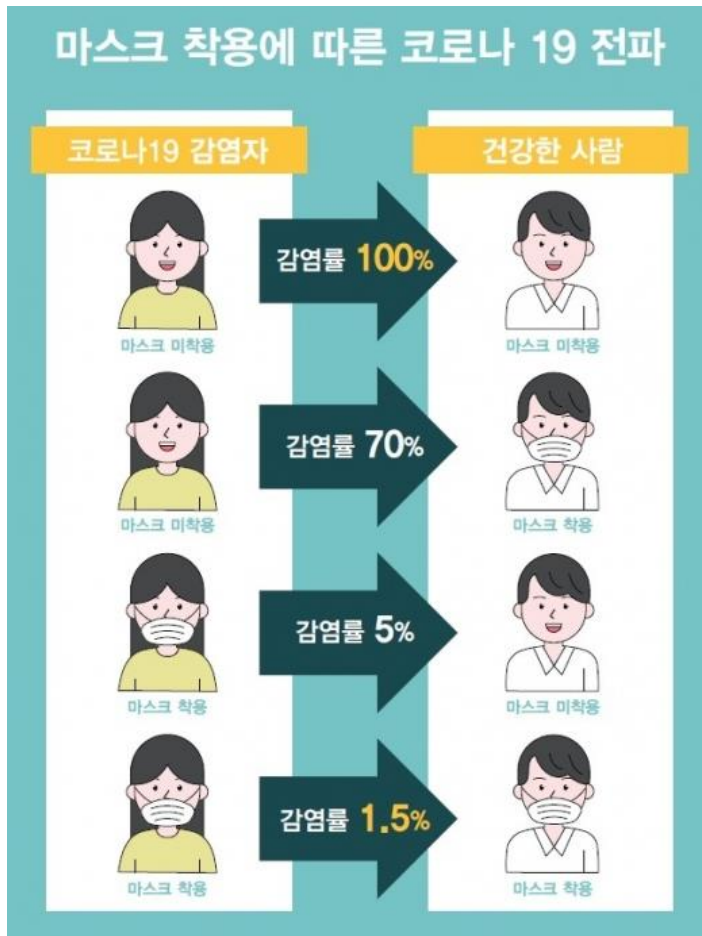 마스크 착용에 따른 코로나 19 전파
코로나19 감염자
건강한 사람
감염률 100%
마스크 미착용
마스크 미착용
감염률 70%
마스크 미착용
마스크 착용
감염률 5%
마스크 착용
마스크 미착용
감염률 1.5%
마스크 착용
마스크 착용